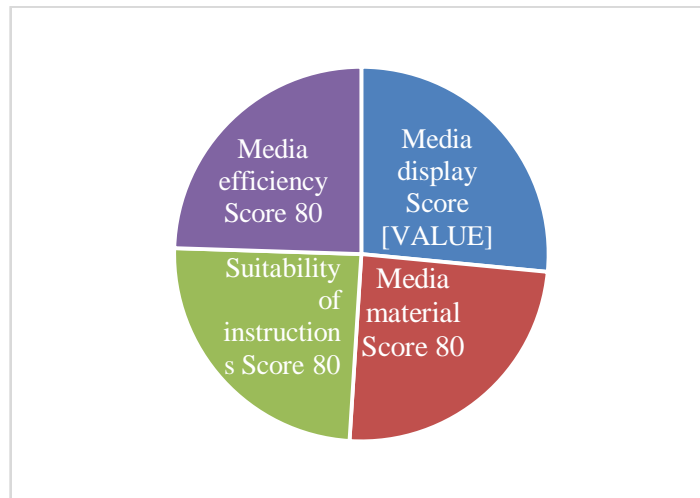 Media
efficiency
Score 80
Media
display
Score
[VALUE]
Suitability
of
instruction
s Score 80
Media
material
Score 80